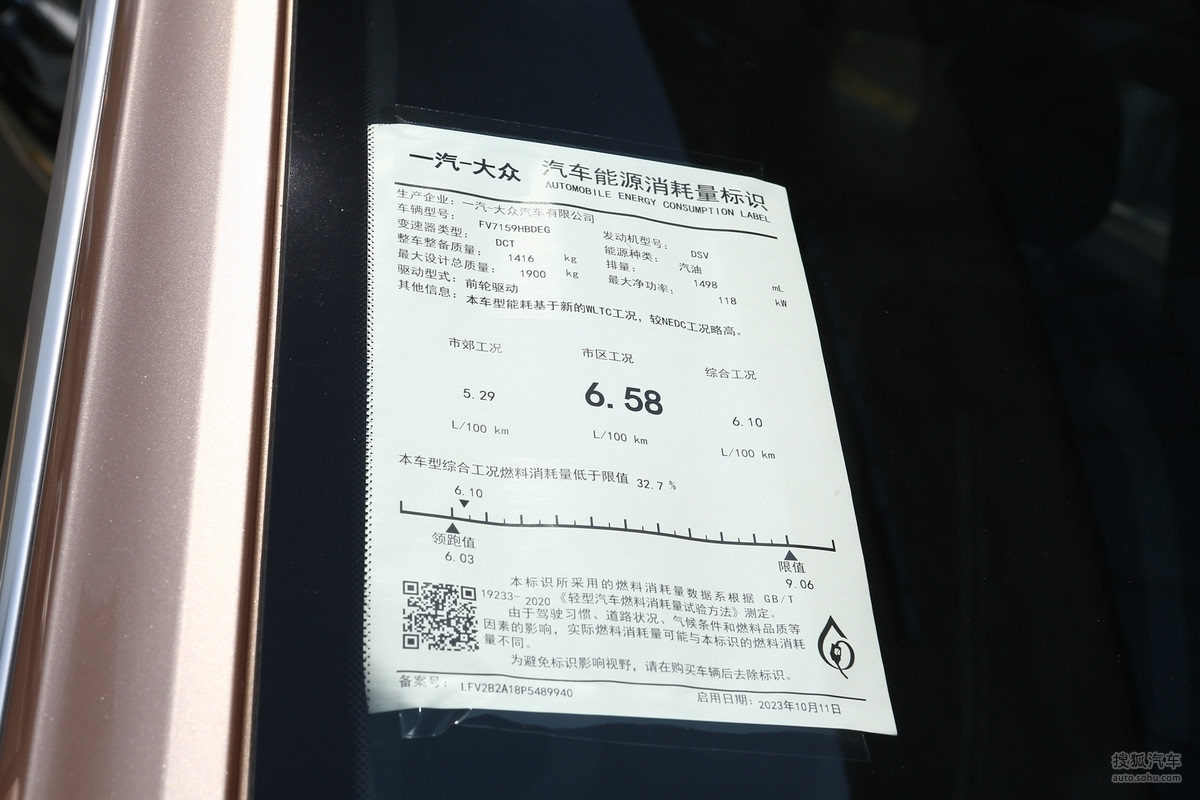 一汽-大众 汽车能源消耗量标识
AUTOMOBILE ENERGY CONSUMPTION LABEL
生产企业: 一汽-大众汽车有限公司
车辆型号: FV7159HBDEG 发动机型号: DSV
变速器类型: DCT 能源种类: 汽油
整车整备质量: 1416 kg 排量: 1498 mL
最大设计总质量: 1900 kg 最大净功率: 118 kW
驱动型式: 前轮驱动
其他信息: 本车型能耗基于新的WLTC工况，较NEDC工况略高。
市郊工况 市区工况 综合工况
5.29 6.58 6.10
L/100 km L/100 km L/100 km
本车型综合工况燃料消耗量低于限值 32.7 %
6.10
领跑值 限值
6.03 9.06
本标识所采用的燃料消耗量数据系根据 GB/T
19233-2020《轻型汽车燃料消耗量试验方法》测定。
由于驾驶习惯、道路状况、气候条件和燃料品质等
因素的影响，实际燃料消耗量可能与本标识的燃料消耗
量不同。
为避免标识影响视野，请在购买车辆后去除标识。
备案号: LFV2B2A18P5489940 启用日期: 2023年10月11日
搜狐汽车
auto.sohu.com